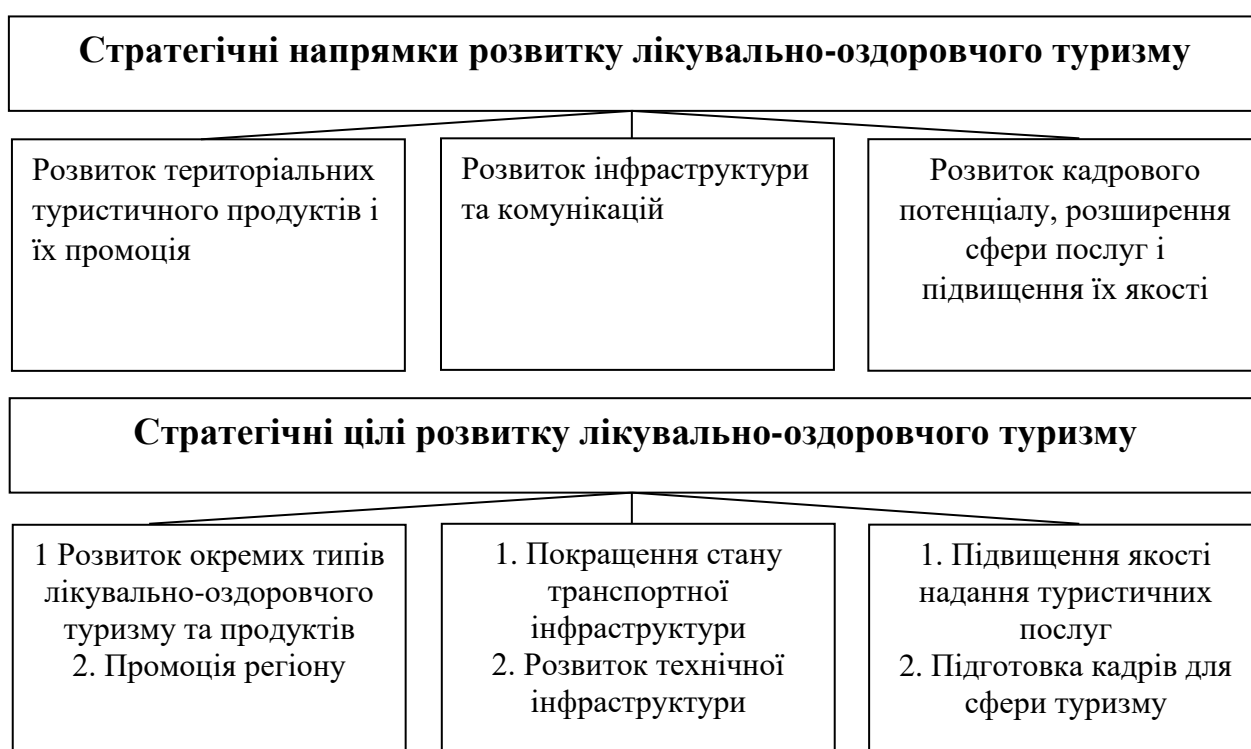 Стратегічні напрямки розвитку лікувально-оздоровчого туризму
Розвиток територіальних
туристичного продуктів і
їх промоція
Розвиток інфраструктури
та комунікацій
Розвиток кадрового
потенціалу, розширення
сфери послуг і
підвищення їх якості
Стратегічні цілі розвитку лікувально-оздоровчого туризму
1 Розвиток окремих типів
лікувально-оздоровчого
туризму та продуктів
2. Промоція регіону
1. Покращення стану
транспортної
інфраструктури
2. Розвиток технічної
інфраструктури
1. Підвищення якості
надання туристичних
послуг
2. Підготовка кадрів для
сфери туризму